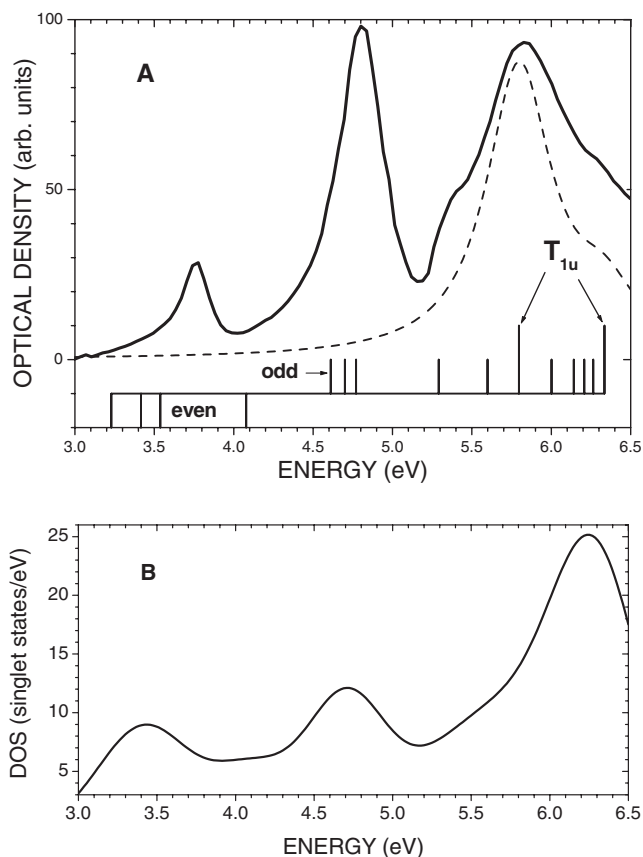 A
OPTICAL DENSITY (arb. units)
100
50
0
T1u
odd
even
3.0 3.5 4.0 4.5 5.0 5.5 6.0 6.5
ENERGY (eV)
B
DOS (singlet states/eV)
25
20
15
10
5
3.0 3.5 4.0 4.5 5.0 5.5 6.0 6.5
ENERGY (eV)